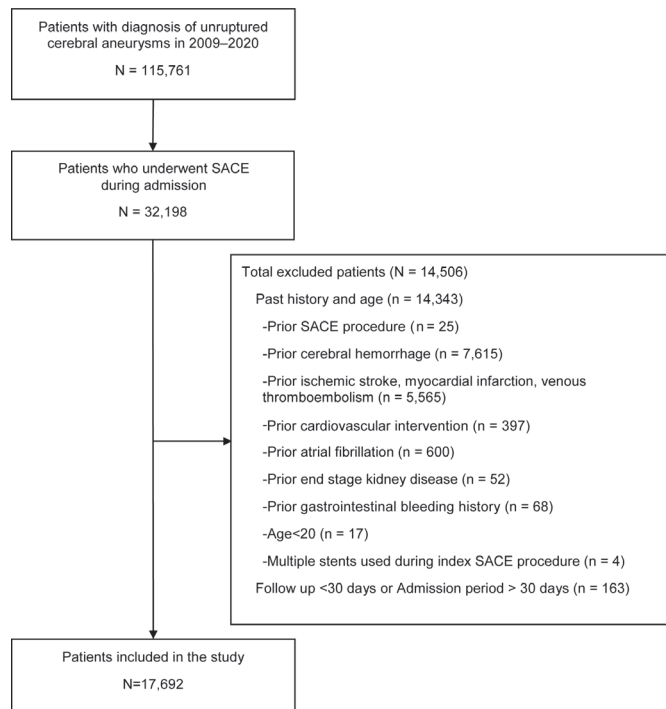 Patients with diagnosis of unruptured
cerebral aneurysms in 2009–2020
N = 115,761
Patients who underwent SACE
during admission
N = 32,198
Total excluded patients (N = 14,506)
Past history and age (n = 14,343)
-Prior SACE procedure (n = 25)
-Prior cerebral hemorrhage (n = 7,615)
-Prior ischemic stroke, myocardial infarction, venous
thromboembolism (n = 5,565)
-Prior cardiovascular intervention (n = 397)
-Prior atrial fibrillation (n = 600)
-Prior end stage kidney disease (n = 52)
-Prior gastrointestinal bleeding history (n = 68)
-Age<20 (n = 17)
-Multiple stents used during index SACE procedure (n = 4)
Follow up <30 days or Admission period > 30 days (n = 163)
Patients included in the study
N=17,692